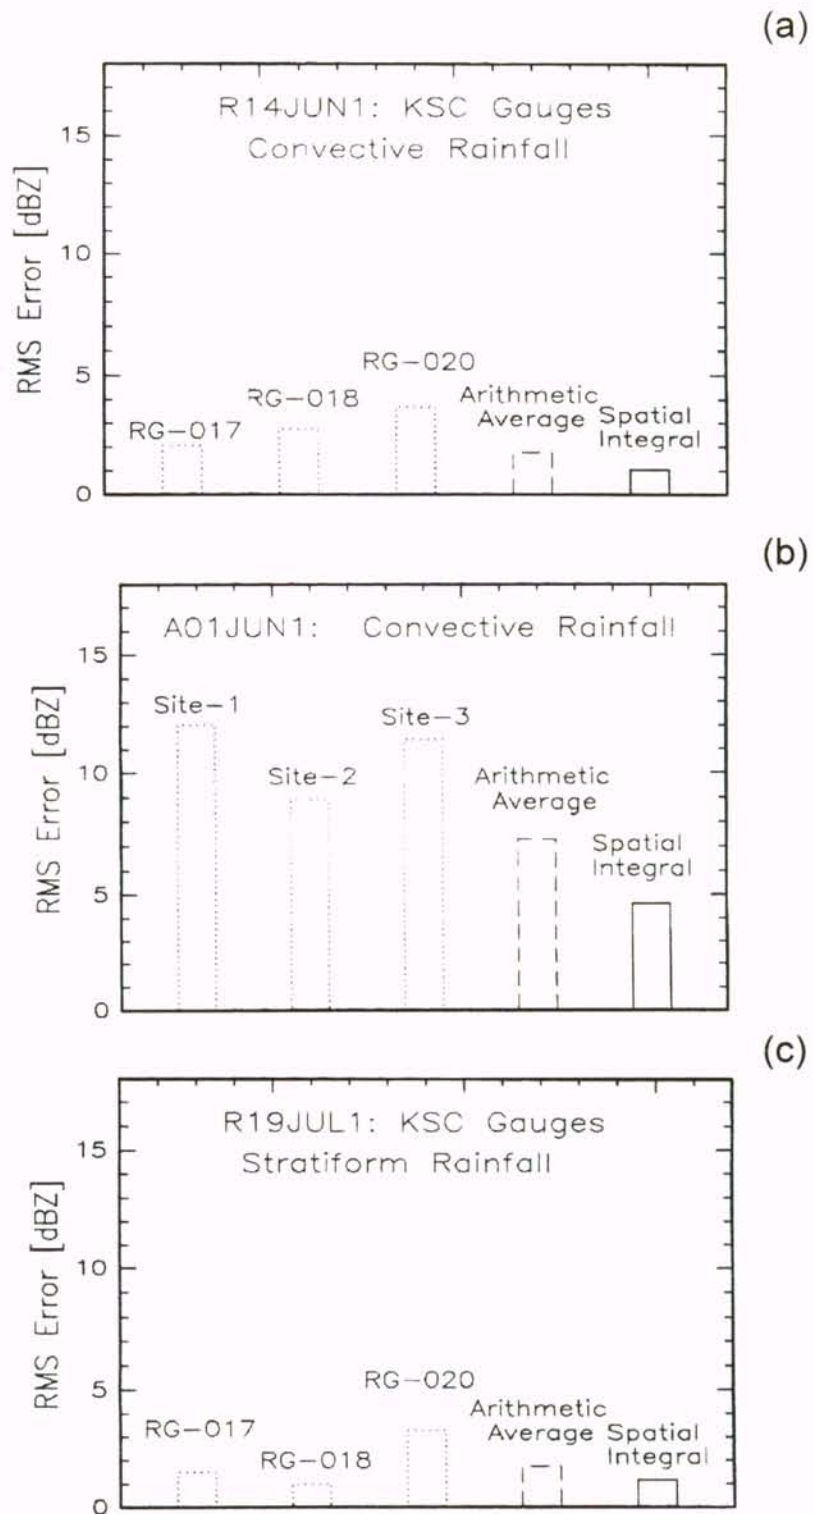 (a)
R14JUN1: KSC Gauges
Convective Rainfall
RMS Error [dBZ]
15
10
5
0
RG-017
RG-018
RG-020
Arithmetic
Average
Spatial
Integral
(b)
A01JUN1: Convective Rainfall
RMS Error [dBZ]
15
10
5
0
Site-1
Site-2
Site-3
Arithmetic
Average
Spatial
Integral
(c)
R19JUL1: KSC Gauges
Stratiform Rainfall
RMS Error [dBZ]
15
10
5
0
RG-017
RG-018
RG-020
Arithmetic
Average
Spatial
Integral